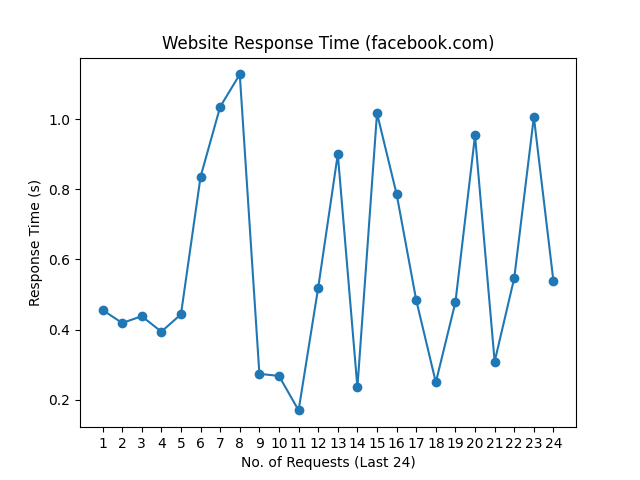 Website Response Time (facebook.com)
Response Time (s)
1.0
0.8
0.6
0.4
0.2
1 2 3 4 5 6 7 8 9 10 11 12 13 14 15 16 17 18 19 20 21 22 23 24
No. of Requests (Last 24)